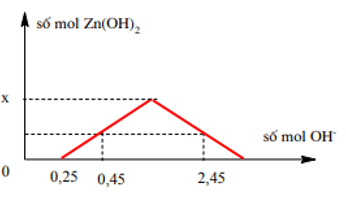 số mol Zn(OH)₂
x
số mol OH⁻
0
0,25
0,45
2,45